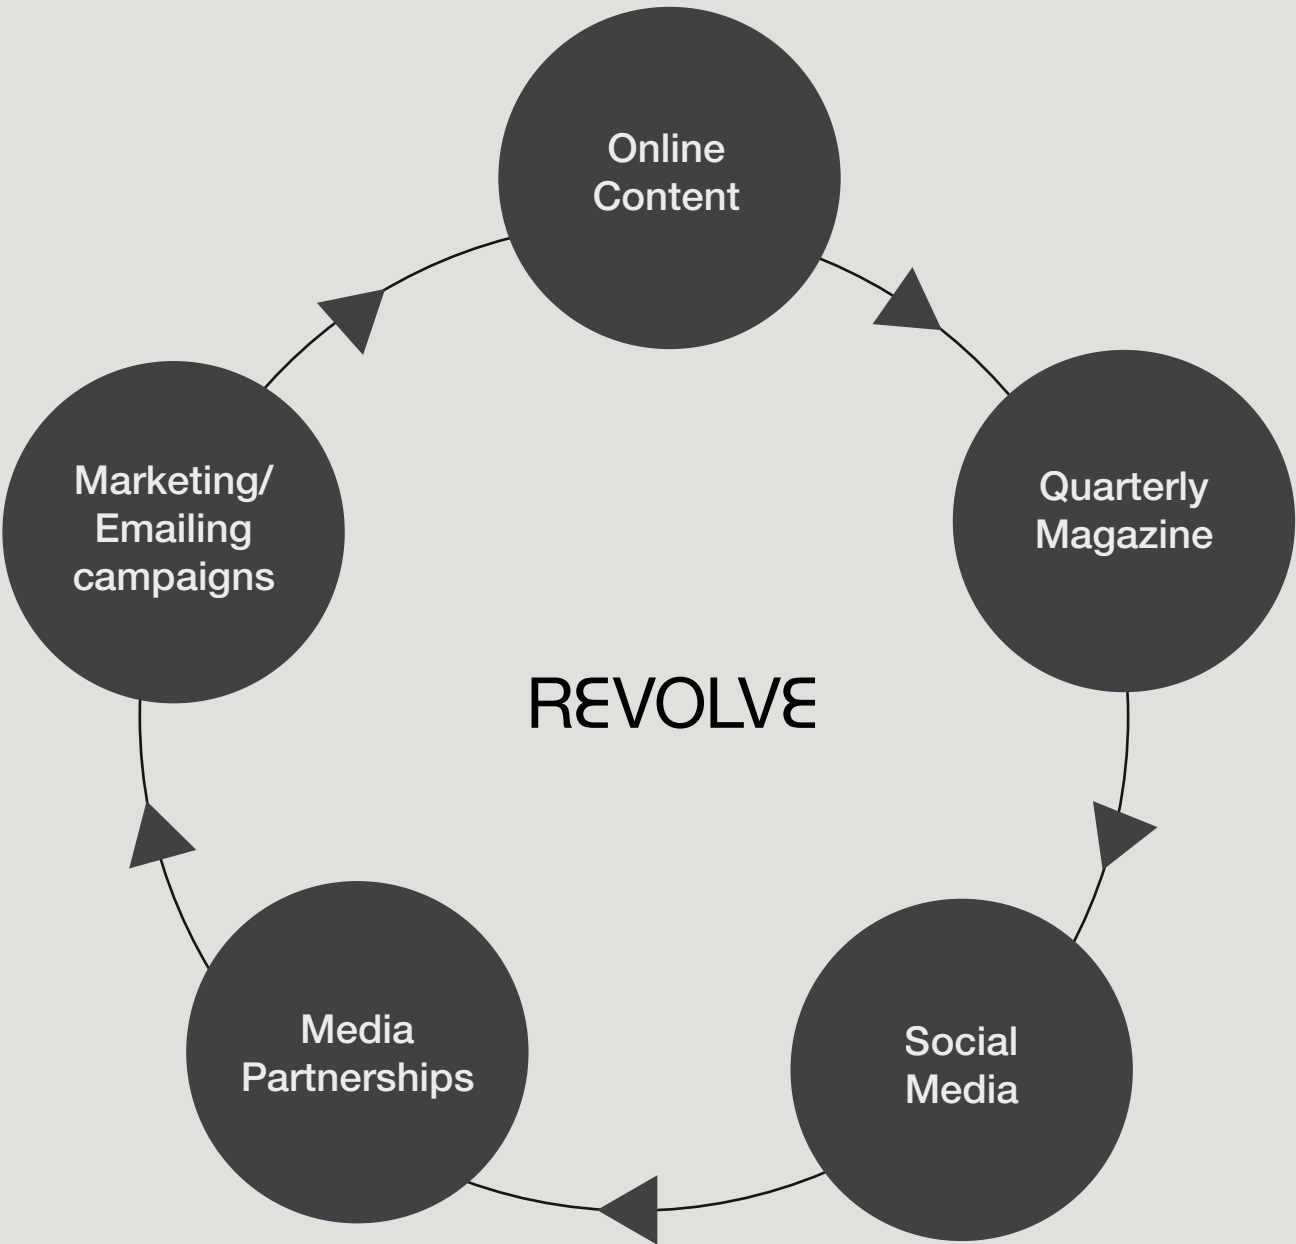 Online
Content
Quarterly
Magazine
Social
Media
Media
Partnerships
Marketing/
Emailing
campaigns
REVOLVE